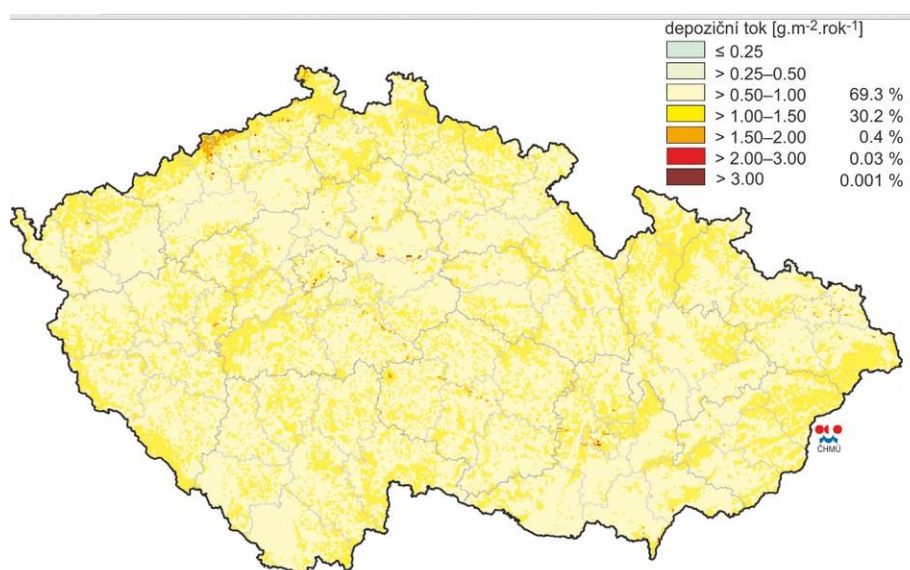 depoziční tok [g.m-2.rok-1]
≤ 0.25
> 0.25–0.50
> 0.50–1.00 69.3 %
> 1.00–1.50 30.2 %
> 1.50–2.00 0.4 %
> 2.00–3.00 0.03 %
> 3.00 0.001 %
ČHMÚ